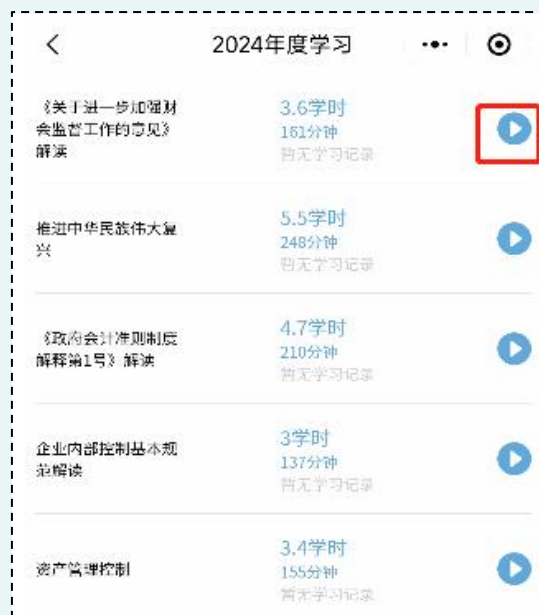 2024年度学习
《关于进一步加强财
会监督工作的意见》
解读
3.6学时
161分钟
暂无学习记录
推进中华民族伟大复
兴
5.5学时
248分钟
暂无学习记录
《政府会计准则制度
解释第1号》解读
4.7学时
210分钟
暂无学习记录
企业内部控制基本规
范解读
3学时
137分钟
暂无学习记录
资产管理控制
3.4学时
155分钟
暂无学习记录